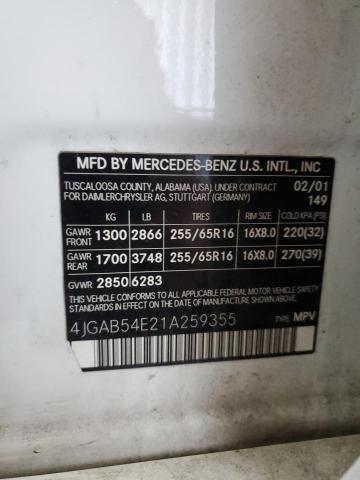 MFD BY MERCEDES-BENZ U.S. INTL., INC
TUSCALOOSA COUNTY, ALABAMA (USA). UNDER CONTRACT 02/01
FOR DAIMLERCHRYSLER AG, STUTTGART (GERMANY) 149
KG LB TIRE SIZE RIM SIZE COLD KPA (PSI)
GAWR FRONT 1300 2866 255/65R16 16X8.0 220(32)
GAWR REAR 1700 3748 255/65R16 16X8.0 270(39)
GVWR 2850 6283
THIS VEHICLE CONFORMS TO ALL APPLICABLE FEDERAL MOTOR VEHICLE SAFETY
STANDARDS IN EFFECT ON THE DATE OF MANUFACTURE SHOWN ABOVE.
4JGAB54E21A259355 TYPE: MPV